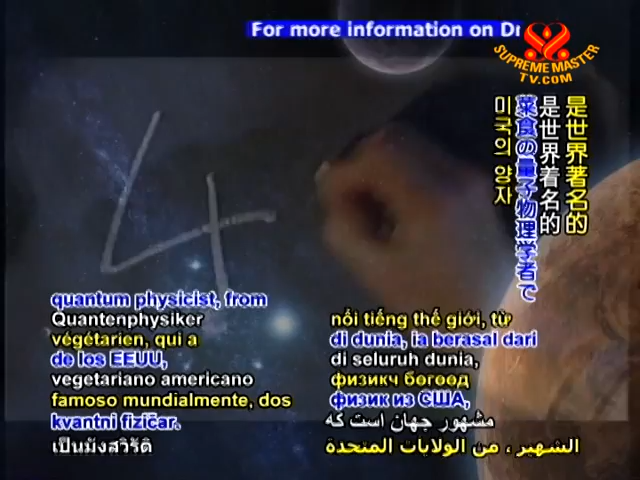 For more information on Dr
SUPREME MASTER
TV.COM
是世界著名的
是世界着名的
菜食の量子物理学者で
미국의 양자
4
quantum physicist, from
Quantenphysiker
végétarien, qui a
de los EEUU,
vegetariano americano
famoso mundialmente, dos
kvantni fizičar.
เป็นมังสวิรัติ
nổi tiếng thế giới, từ
di dunia, ia berasal dari
di seluruh dunia,
физикч бөгөөд
физик из США,
مشهور جهان است که
الشهير ، من الولايات المتحدة